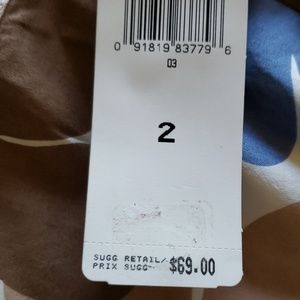 0 91819 83779 6
03
2
SUGG RETAIL/
PRIX SUGG
$69.00